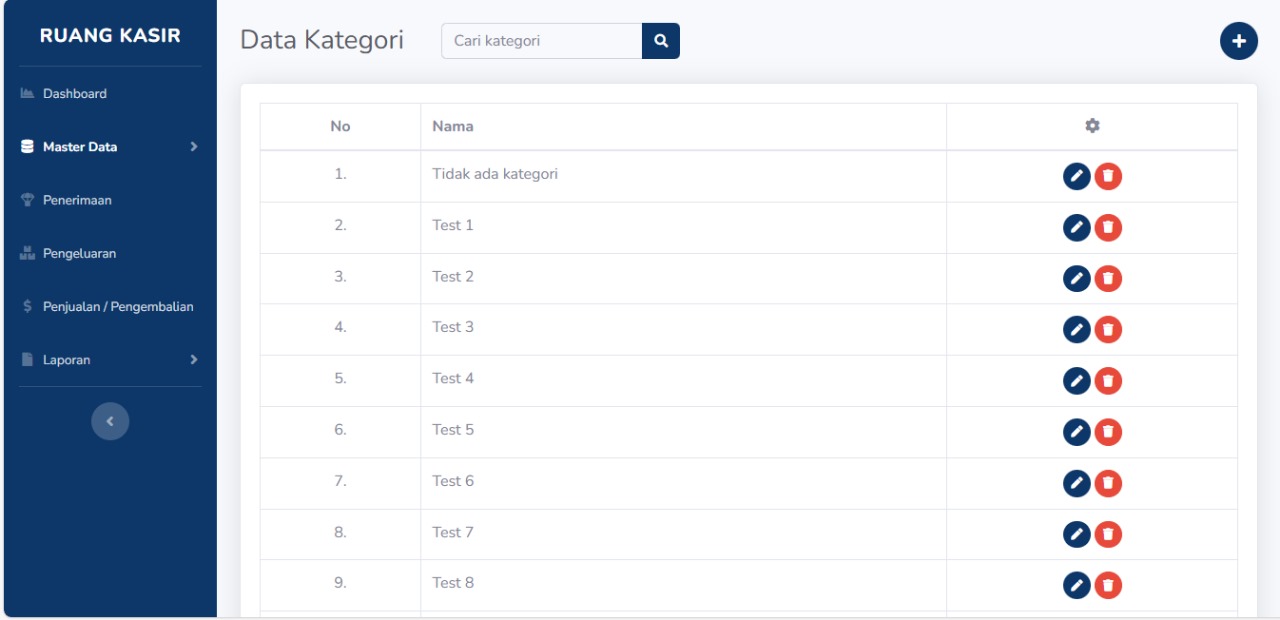 RUANG KASIR
Dashboard
Master Data
Penerimaan
Pengeluaran
Penjualan / Pengembalian
Laporan
Data Kategori
Cari kategori
No Nama
1. Tidak ada kategori
2. Test 1
3. Test 2
4. Test 3
5. Test 4
6. Test 5
7. Test 6
8. Test 7
9. Test 8